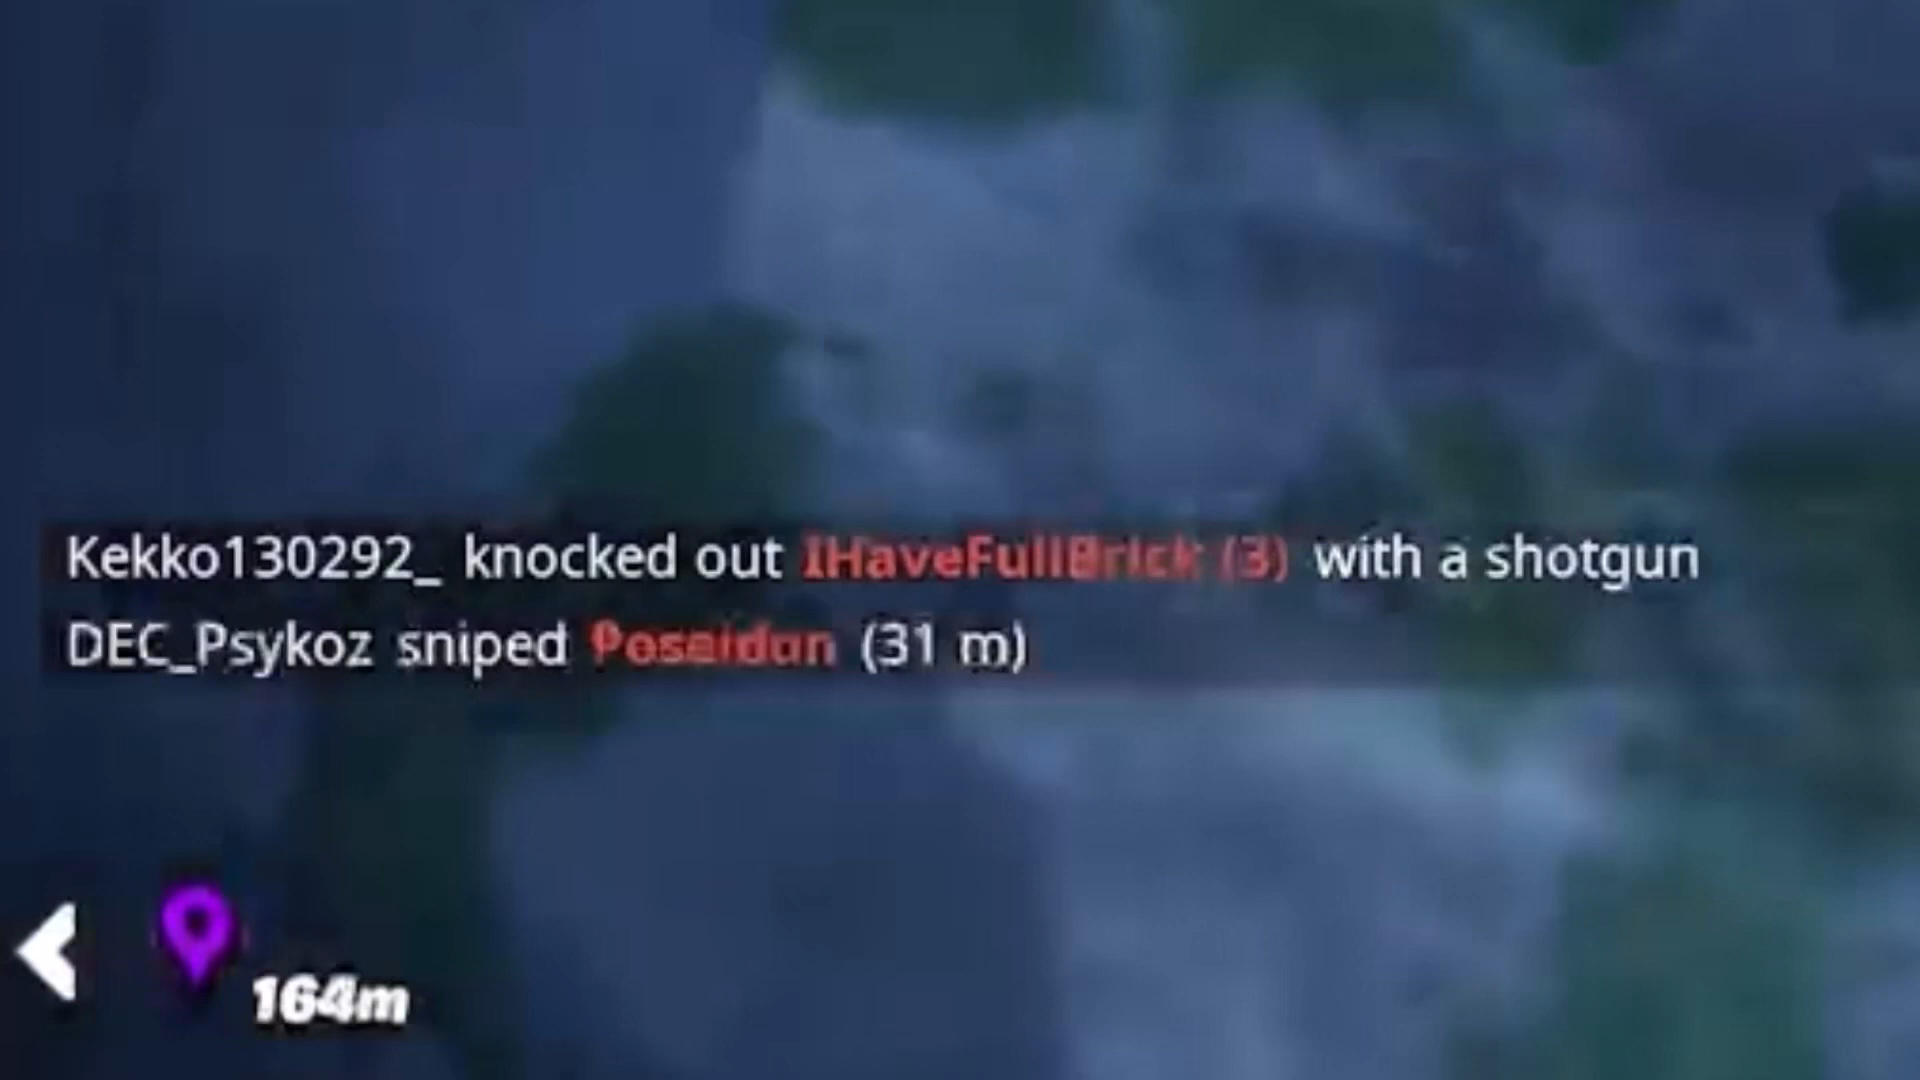 Kekko130292_ knocked out IHaveFullBrick (3) with a shotgun
DEC_Psykoz sniped Poseidon (31 m)
164m